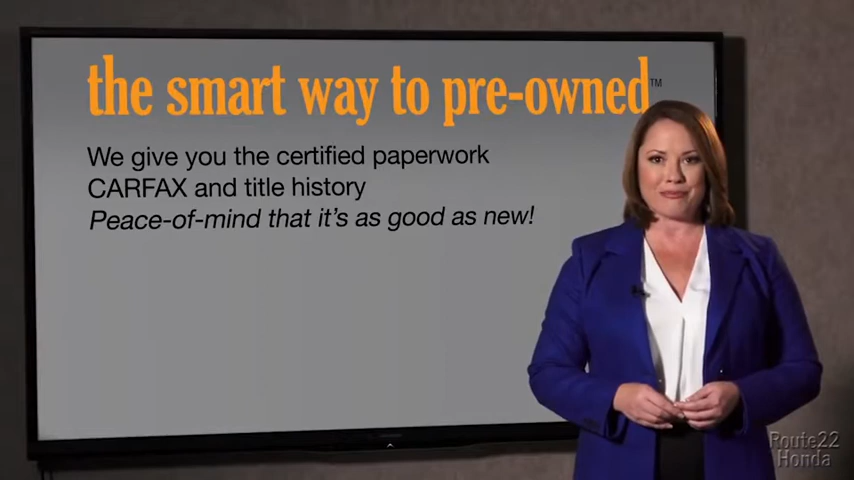 the smart way to pre-owned™
We give you the certified paperwork
CARFAX and title history
Peace-of-mind that it's as good as new!
Route22
Honda